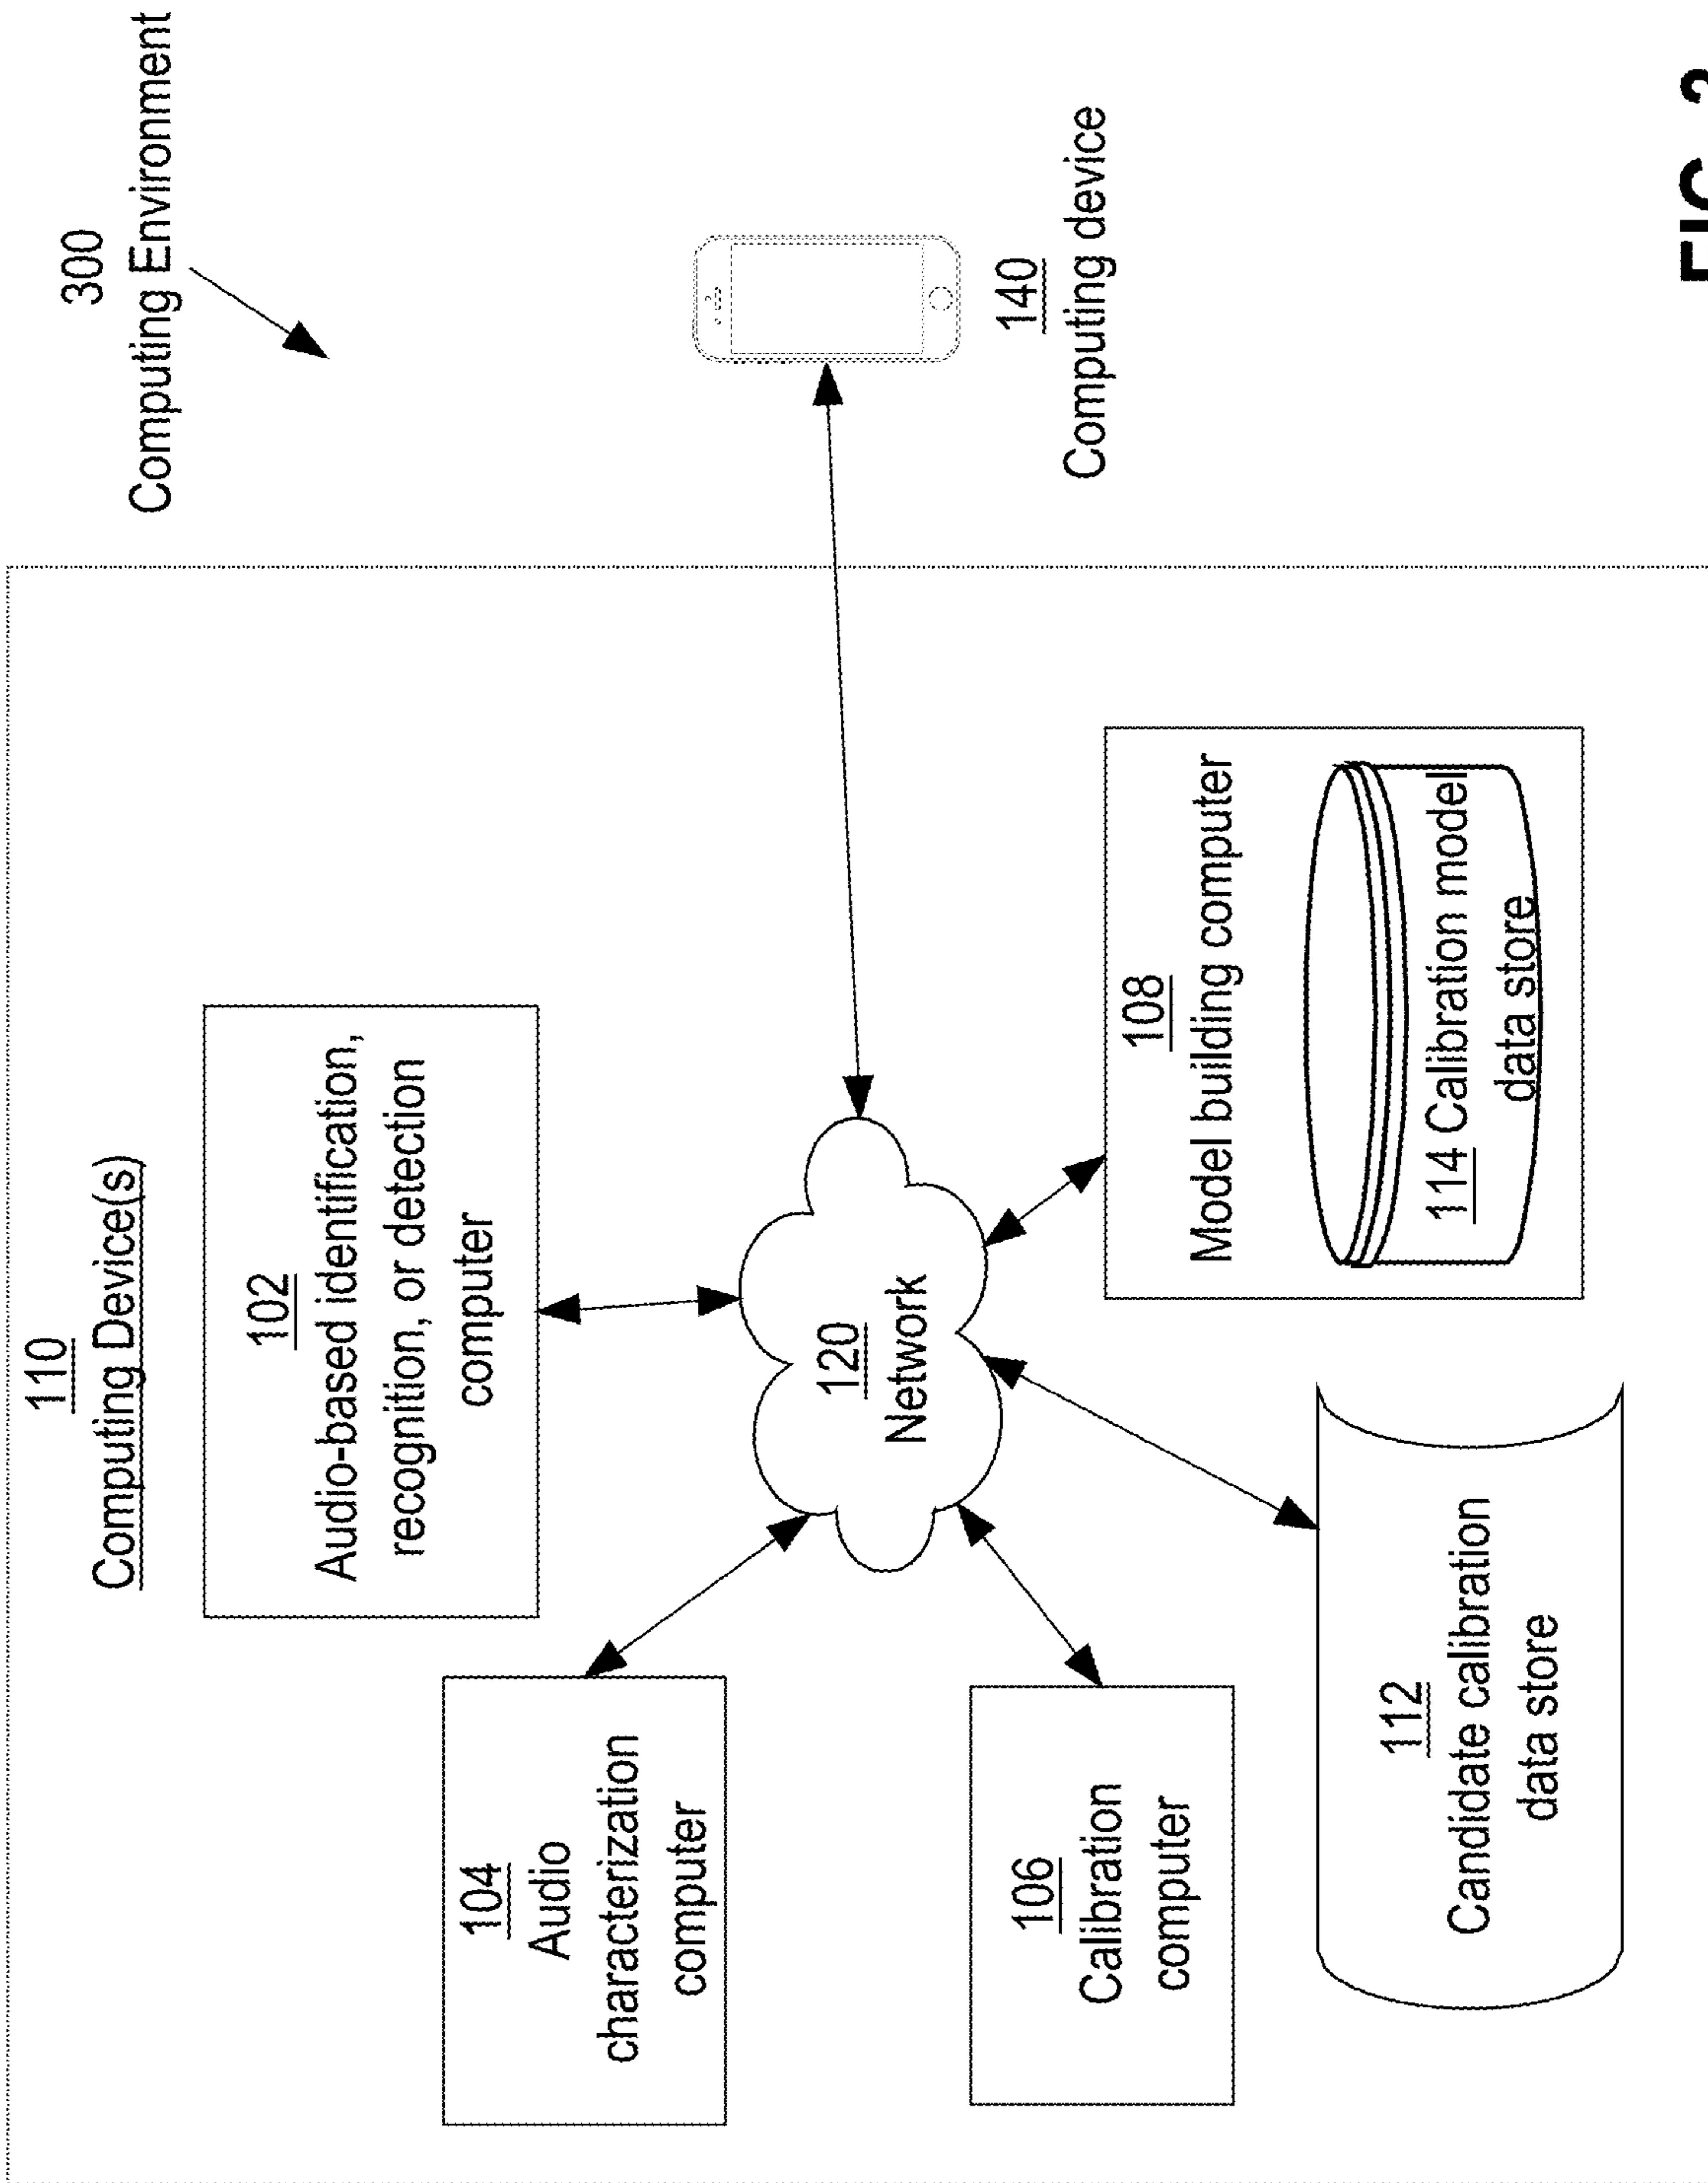 300
Computing Environment
110
Computing Device(s)
102
Audio-based identification,
recognition, or detection
computer
104
Audio
characterization
computer
120
Network
140
Computing device
106
Calibration
computer
108
Model building computer
114 Calibration model
data store
112
Candidate calibration
data store
FIG